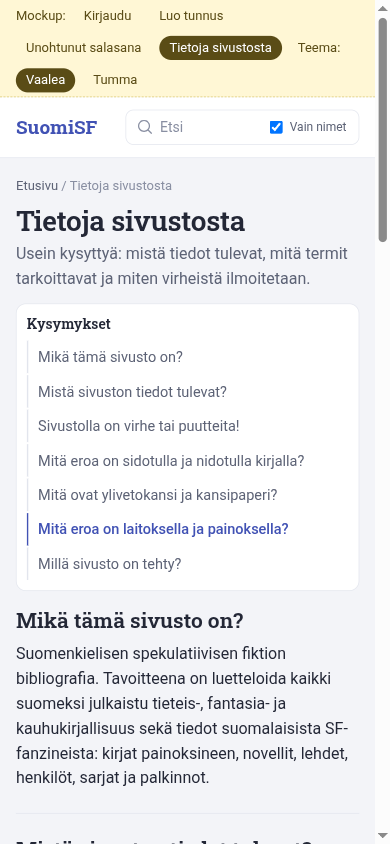 Mockup: Kirjaudu Luo tunnus
Unohtunut salasana Tietoja sivustosta Teema:
Vaalea Tumma
SuomiSF Etsi Vain nimet
Etusivu / Tietoja sivustosta
Tietoja sivustosta
Usein kysyttyä: mistä tiedot tulevat, mitä termit
tarkoittavat ja miten virheistä ilmoitetaan.
Kysymykset
Mikä tämä sivusto on?
Mistä sivuston tiedot tulevat?
Sivustolla on virhe tai puutteita!
Mitä eroa on sidotulla ja nidotulla kirjalla?
Mitä ovat ylivetokansi ja kansipaperi?
Mitä eroa on laitoksella ja painoksella?
Millä sivusto on tehty?
Mikä tämä sivusto on?
Suomenkielisen spekulatiivisen fiktion
bibliografia. Tavoitteena on luetteloida kaikki
suomeksi julkaistu tieteis-, fantasia- ja
kauhukirjallisuus sekä tiedot suomalaisista SF-
fanzineista: kirjat painoksineen, novellit, lehdet,
henkilöt, sarjat ja palkinnot.